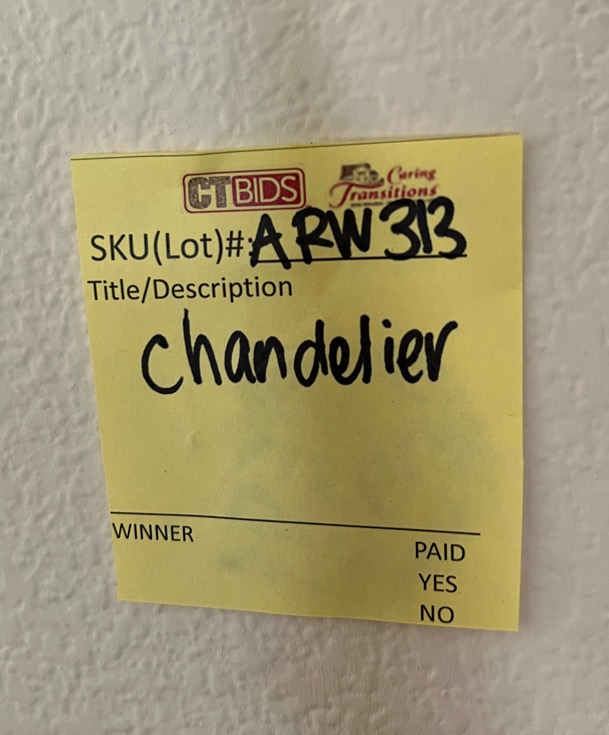 CTBIDS Caring Transitions
SKU(Lot)#: ARW313
Title/Description
Chandelier
WINNER
PAID
YES
NO